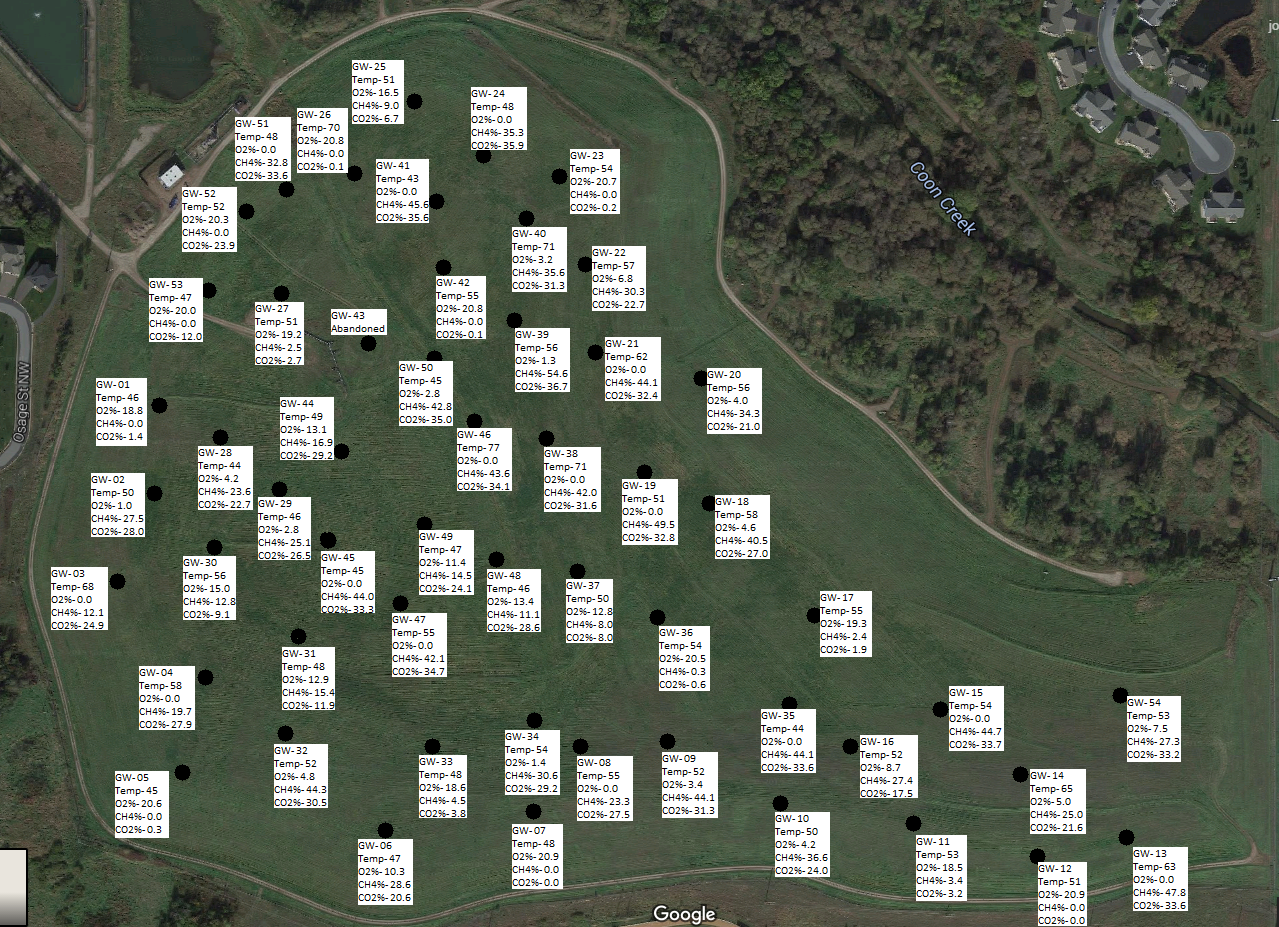 GW-25
Temp-51
O2%-16.5
CH4%-9.0
CO2%-6.7
GW-24
Temp-48
O2%-0.0
CH4%-35.3
CO2%-35.9
GW-26
Temp-70
O2%-20.8
CH4%-0.0
CO2%-0.1
GW-51
Temp-48
O2%-0.0
CH4%-32.8
CO2%-33.6
GW-41
Temp-43
O2%-0.0
CH4%-45.6
CO2%-35.6
GW-23
Temp-54
O2%-20.7
CH4%-0.0
CO2%-0.2
Coon Creek
GW-52
Temp-52
O2%-20.3
CH4%-0.0
CO2%-23.9
GW-40
Temp-71
O2%-3.2
CH4%-35.6
CO2%-31.3
GW-22
Temp-57
O2%-6.8
CH4%-30.3
CO2%-22.7
GW-53
Temp-47
O2%-20.0
CH4%-0.0
CO2%-12.0
GW-27
Temp-51
O2%-19.2
CH4%-2.5
CO2%-2.7
GW-43
Abandoned
GW-42
Temp-55
O2%-20.8
CH4%-0.0
CO2%-0.1
GW-39
Temp-56
O2%-1.3
CH4%-54.6
CO2%-36.7
GW-21
Temp-62
O2%-0.0
CH4%-44.1
CO2%-32.4
GW-50
Temp-45
O2%-2.8
CH4%-42.8
CO2%-35.0
GW-20
Temp-56
O2%-4.0
CH4%-34.3
CO2%-21.0
Osage St NW
GW-01
Temp-46
O2%-18.8
CH4%-0.0
CO2%-1.4
GW-44
Temp-49
O2%-13.1
CH4%-16.9
CO2%-29.2
GW-46
Temp-77
O2%-0.0
CH4%-43.6
CO2%-34.1
GW-38
Temp-71
O2%-0.0
CH4%-42.0
CO2%-31.6
GW-28
Temp-44
O2%-4.2
CH4%-23.6
CO2%-22.7
GW-02
Temp-50
O2%-1.0
CH4%-27.5
CO2%-28.0
GW-29
Temp-46
O2%-2.8
CH4%-25.1
CO2%-26.5
GW-19
Temp-51
O2%-0.0
CH4%-49.5
CO2%-32.8
GW-18
Temp-58
O2%-4.6
CH4%-40.5
CO2%-27.0
GW-49
Temp-47
O2%-11.4
CH4%-14.5
CO2%-24.1
GW-03
Temp-68
O2%-0.0
CH4%-12.1
CO2%-24.9
GW-30
Temp-56
O2%-15.0
CH4%-12.8
CO2%-9.1
GW-45
Temp-45
O2%-0.0
CH4%-44.0
CO2%-33.3
GW-48
Temp-46
O2%-13.4
CH4%-11.1
CO2%-28.6
GW-37
Temp-50
O2%-12.8
CH4%-8.0
CO2%-8.0
GW-47
Temp-55
O2%-0.0
CH4%-42.1
CO2%-34.7
GW-36
Temp-54
O2%-20.5
CH4%-0.3
CO2%-0.6
GW-17
Temp-55
O2%-19.3
CH4%-2.4
CO2%-1.9
GW-31
Temp-48
O2%-12.9
CH4%-15.4
CO2%-11.9
GW-04
Temp-58
O2%-0.0
CH4%-19.7
CO2%-27.9
GW-15
Temp-54
O2%-0.0
CH4%-44.7
CO2%-33.7
GW-54
Temp-53
O2%-7.5
CH4%-27.3
CO2%-33.2
GW-35
Temp-44
O2%-0.0
CH4%-44.1
CO2%-33.6
GW-16
Temp-52
O2%-8.7
CH4%-27.4
CO2%-17.5
GW-32
Temp-52
O2%-4.8
CH4%-44.3
CO2%-30.5
GW-33
Temp-48
O2%-18.6
CH4%-4.5
CO2%-3.8
GW-34
Temp-54
O2%-1.4
CH4%-30.6
CO2%-29.2
GW-08
Temp-55
O2%-0.0
CH4%-23.3
CO2%-27.5
GW-09
Temp-52
O2%-3.4
CH4%-44.1
CO2%-31.3
GW-05
Temp-45
O2%-20.6
CH4%-0.0
CO2%-0.3
GW-14
Temp-65
O2%-5.0
CH4%-25.0
CO2%-21.6
GW-10
Temp-50
O2%-4.2
CH4%-36.6
CO2%-24.0
GW-07
Temp-48
O2%-20.9
CH4%-0.0
CO2%-0.0
GW-06
Temp-47
O2%-10.3
CH4%-28.6
CO2%-20.6
GW-11
Temp-53
O2%-18.5
CH4%-3.4
CO2%-3.2
GW-12
Temp-51
O2%-20.9
CH4%-0.0
CO2%-0.0
GW-13
Temp-63
O2%-0.0
CH4%-47.8
CO2%-33.6
Google
jo